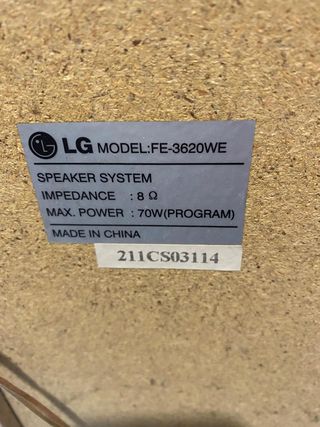 LG MODEL:FE-3620WE
SPEAKER SYSTEM
IMPEDANCE : 8 Ω
MAX. POWER : 70W(PROGRAM)
MADE IN CHINA
211CS03114